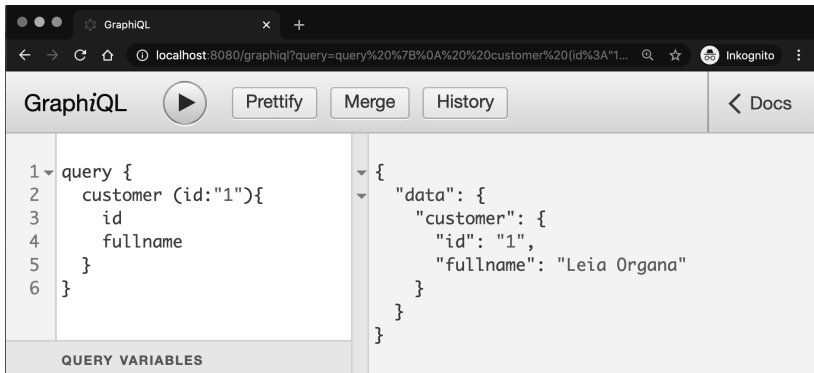 GraphiQL
localhost:8080/graphiql?query=query%20%7B%0A%20%20customer%20(id%3A"1...
Inkognito
GraphiQL
Prettify
Merge
History
Docs
1 query {
2 customer (id:"1"){
3 id
4 fullname
5 }
6 }
{
"data": {
"customer": {
"id": "1",
"fullname": "Leia Organa"
}
}
}
QUERY VARIABLES